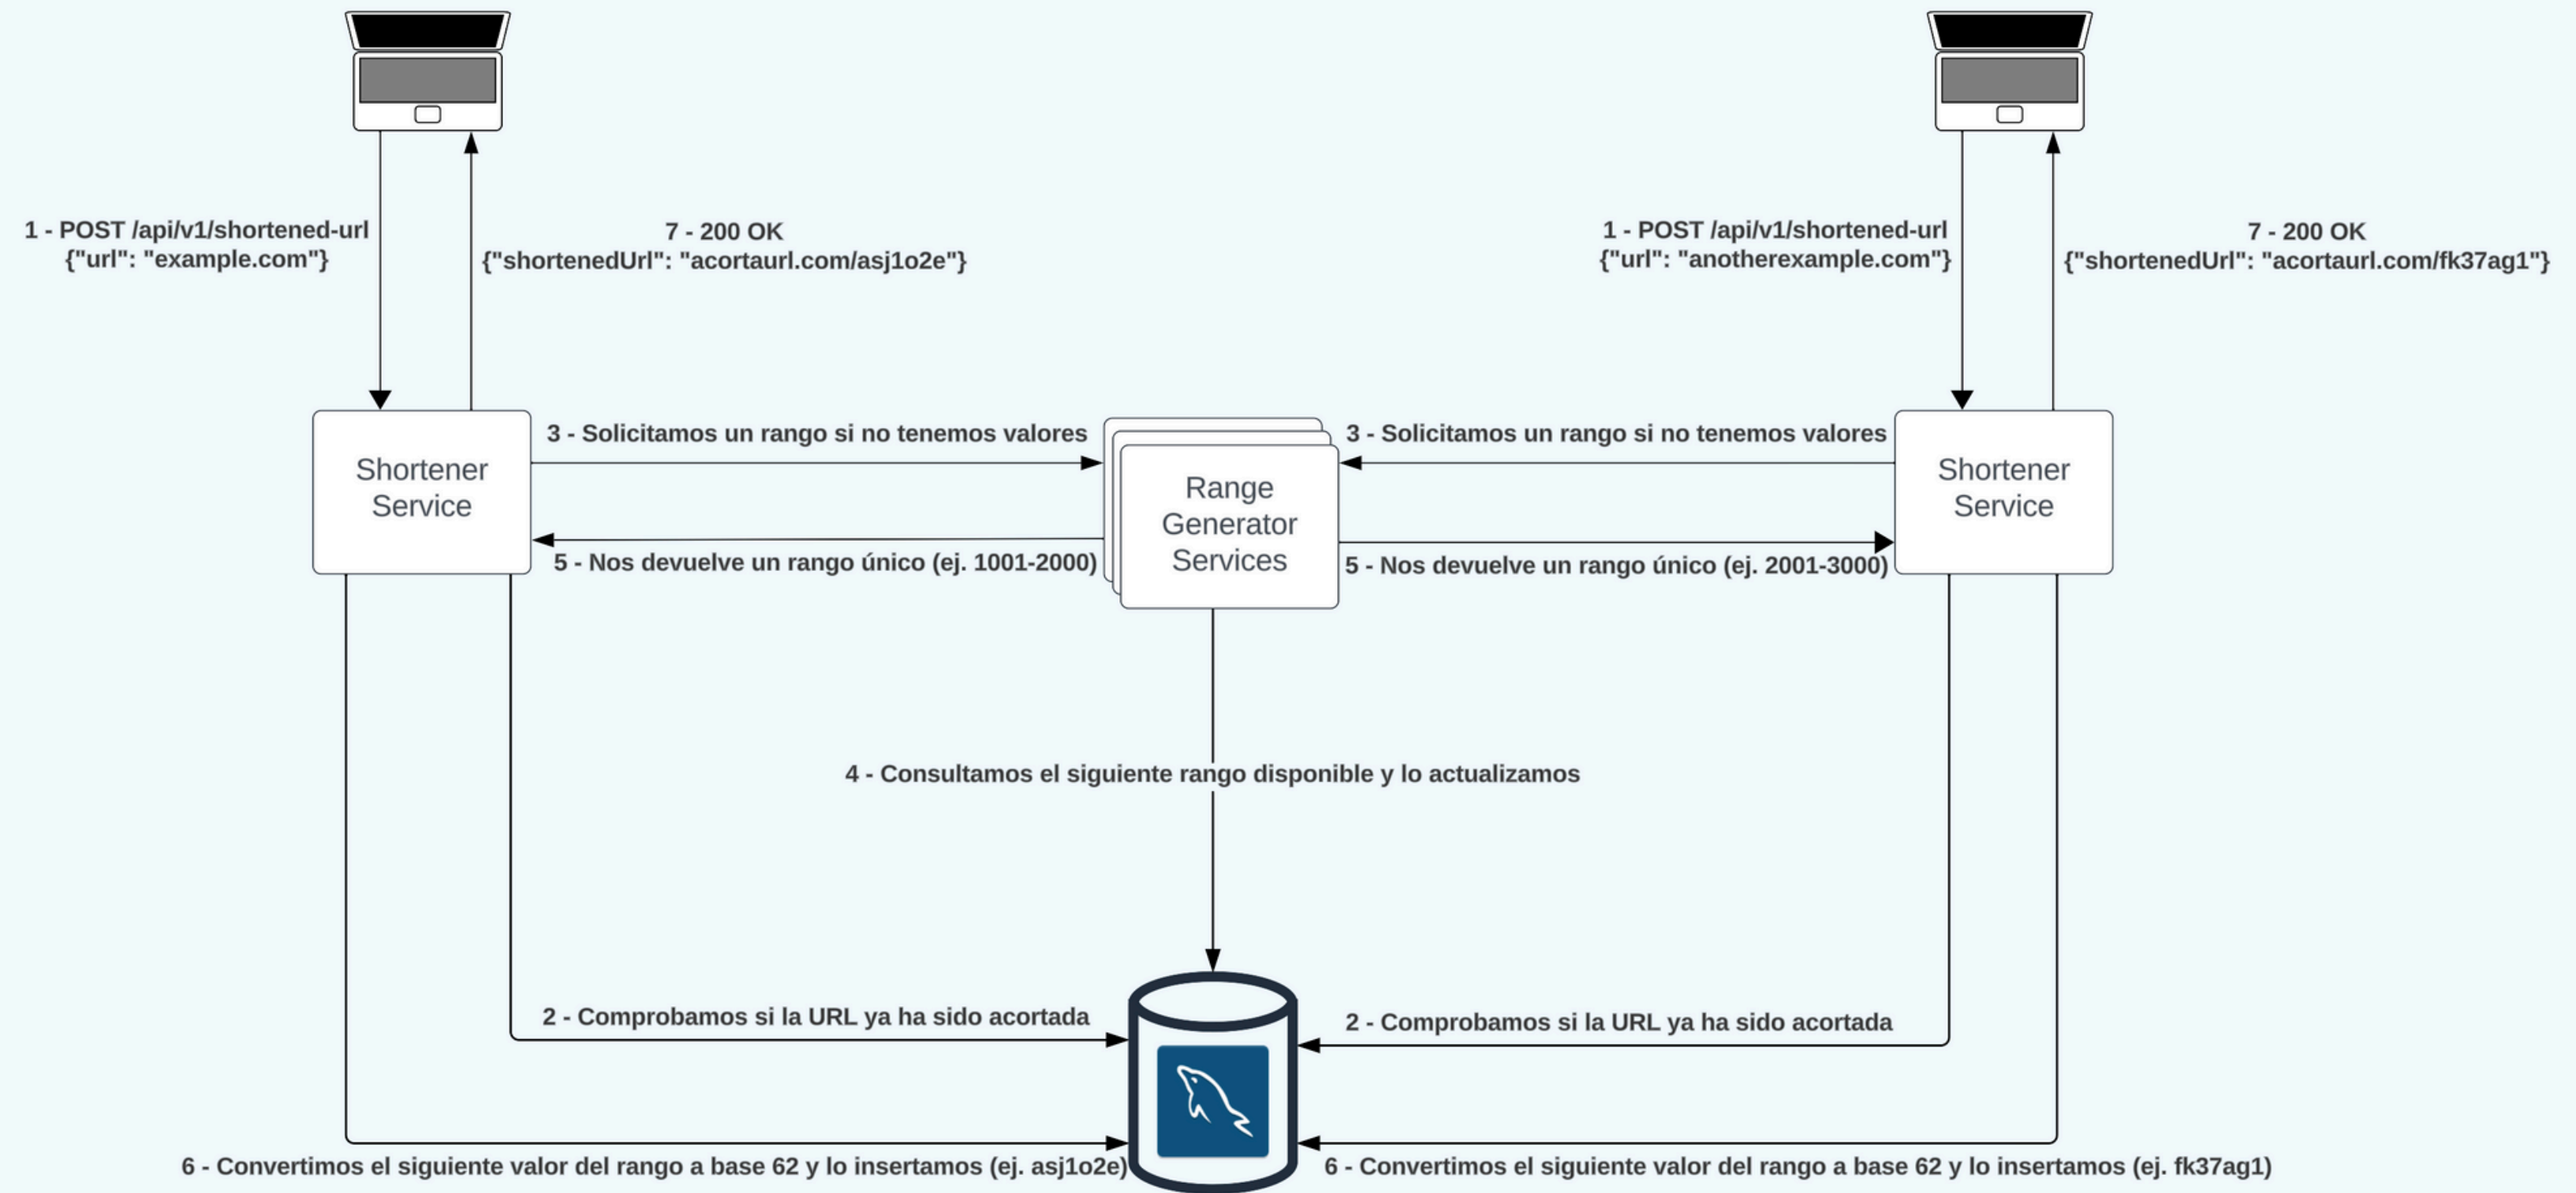 1 - POST /api/v1/shortened-url
{"url": "example.com"}
7 - 200 OK
{"shortenedUrl": "acortaurl.com/asj1o2e"}
1 - POST /api/v1/shortened-url
{"url": "anotherexample.com"}
7 - 200 OK
{"shortenedUrl": "acortaurl.com/fk37ag1"}
Shortener
Service
3 - Solicitamos un rango si no tenemos valores
5 - Nos devuelve un rango único (ej. 1001-2000)
Range
Generator
Services
3 - Solicitamos un rango si no tenemos valores
5 - Nos devuelve un rango único (ej. 2001-3000)
Shortener
Service
4 - Consultamos el siguiente rango disponible y lo actualizamos
2 - Comprobamos si la URL ya ha sido acortada
2 - Comprobamos si la URL ya ha sido acortada
6 - Convertimos el siguiente valor del rango a base 62 y lo insertamos (ej. asj1o2e)
6 - Convertimos el siguiente valor del rango a base 62 y lo insertamos (ej. fk37ag1)